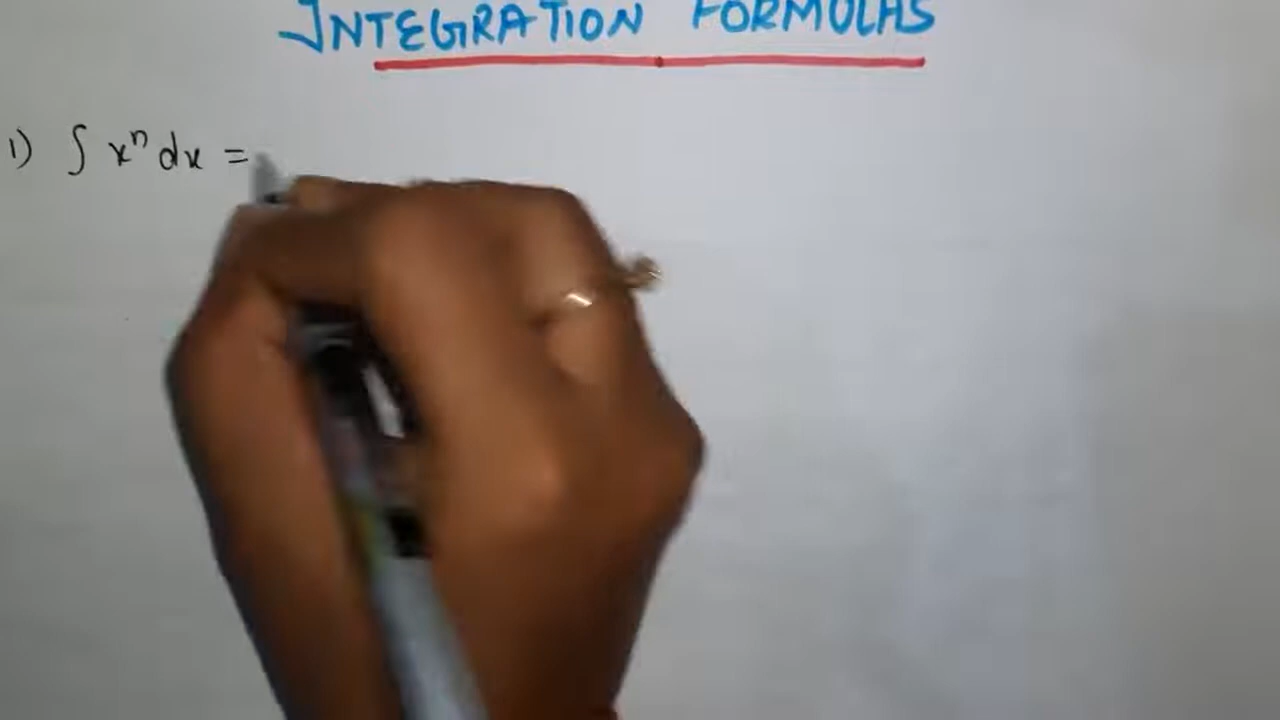 INTEGRATION FORMULAS
1) ∫ xⁿ dx =